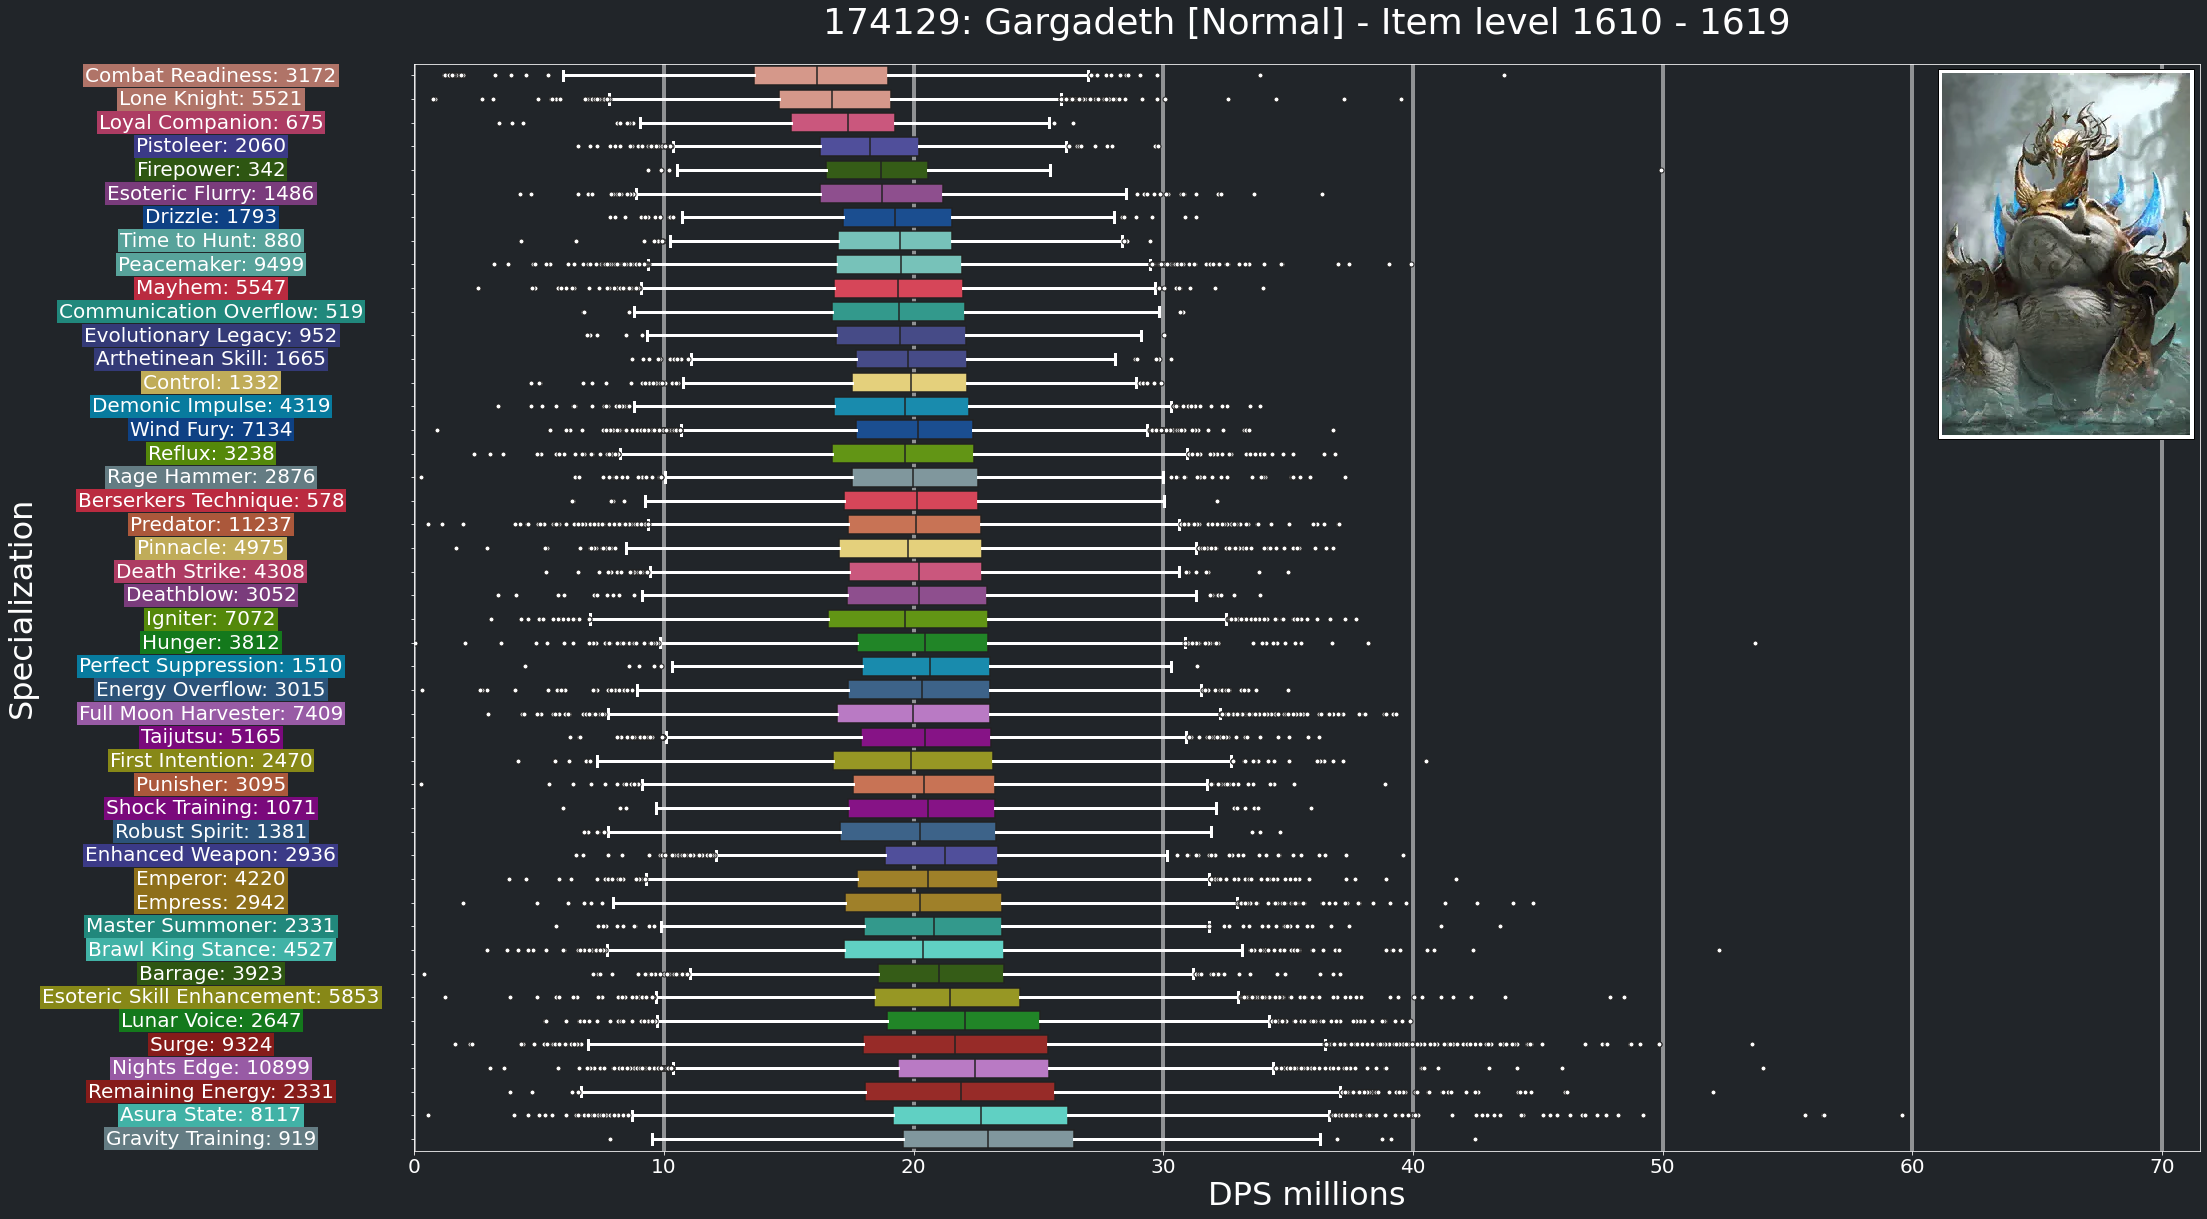 174129: Gargadeth [Normal] - Item level 1610 - 1619
Specialization
Combat Readiness: 3172
Lone Knight: 5521
Loyal Companion: 675
Pistoleer: 2060
Firepower: 342
Esoteric Flurry: 1486
Drizzle: 1793
Time to Hunt: 880
Peacemaker: 9499
Mayhem: 5547
Communication Overflow: 519
Evolutionary Legacy: 952
Arthetinean Skill: 1665
Control: 1332
Demonic Impulse: 4319
Wind Fury: 7134
Reflux: 3238
Rage Hammer: 2876
Berserkers Technique: 578
Predator: 11237
Pinnacle: 4975
Death Strike: 4308
Deathblow: 3052
Igniter: 7072
Hunger: 3812
Perfect Suppression: 1510
Energy Overflow: 3015
Full Moon Harvester: 7409
Taijutsu: 5165
First Intention: 2470
Punisher: 3095
Shock Training: 1071
Robust Spirit: 1381
Enhanced Weapon: 2936
Emperor: 4220
Empress: 2942
Master Summoner: 2331
Brawl King Stance: 4527
Barrage: 3923
Esoteric Skill Enhancement: 5853
Lunar Voice: 2647
Surge: 9324
Nights Edge: 10899
Remaining Energy: 2331
Asura State: 8117
Gravity Training: 919
0 10 20 30 40 50 60 70
DPS millions